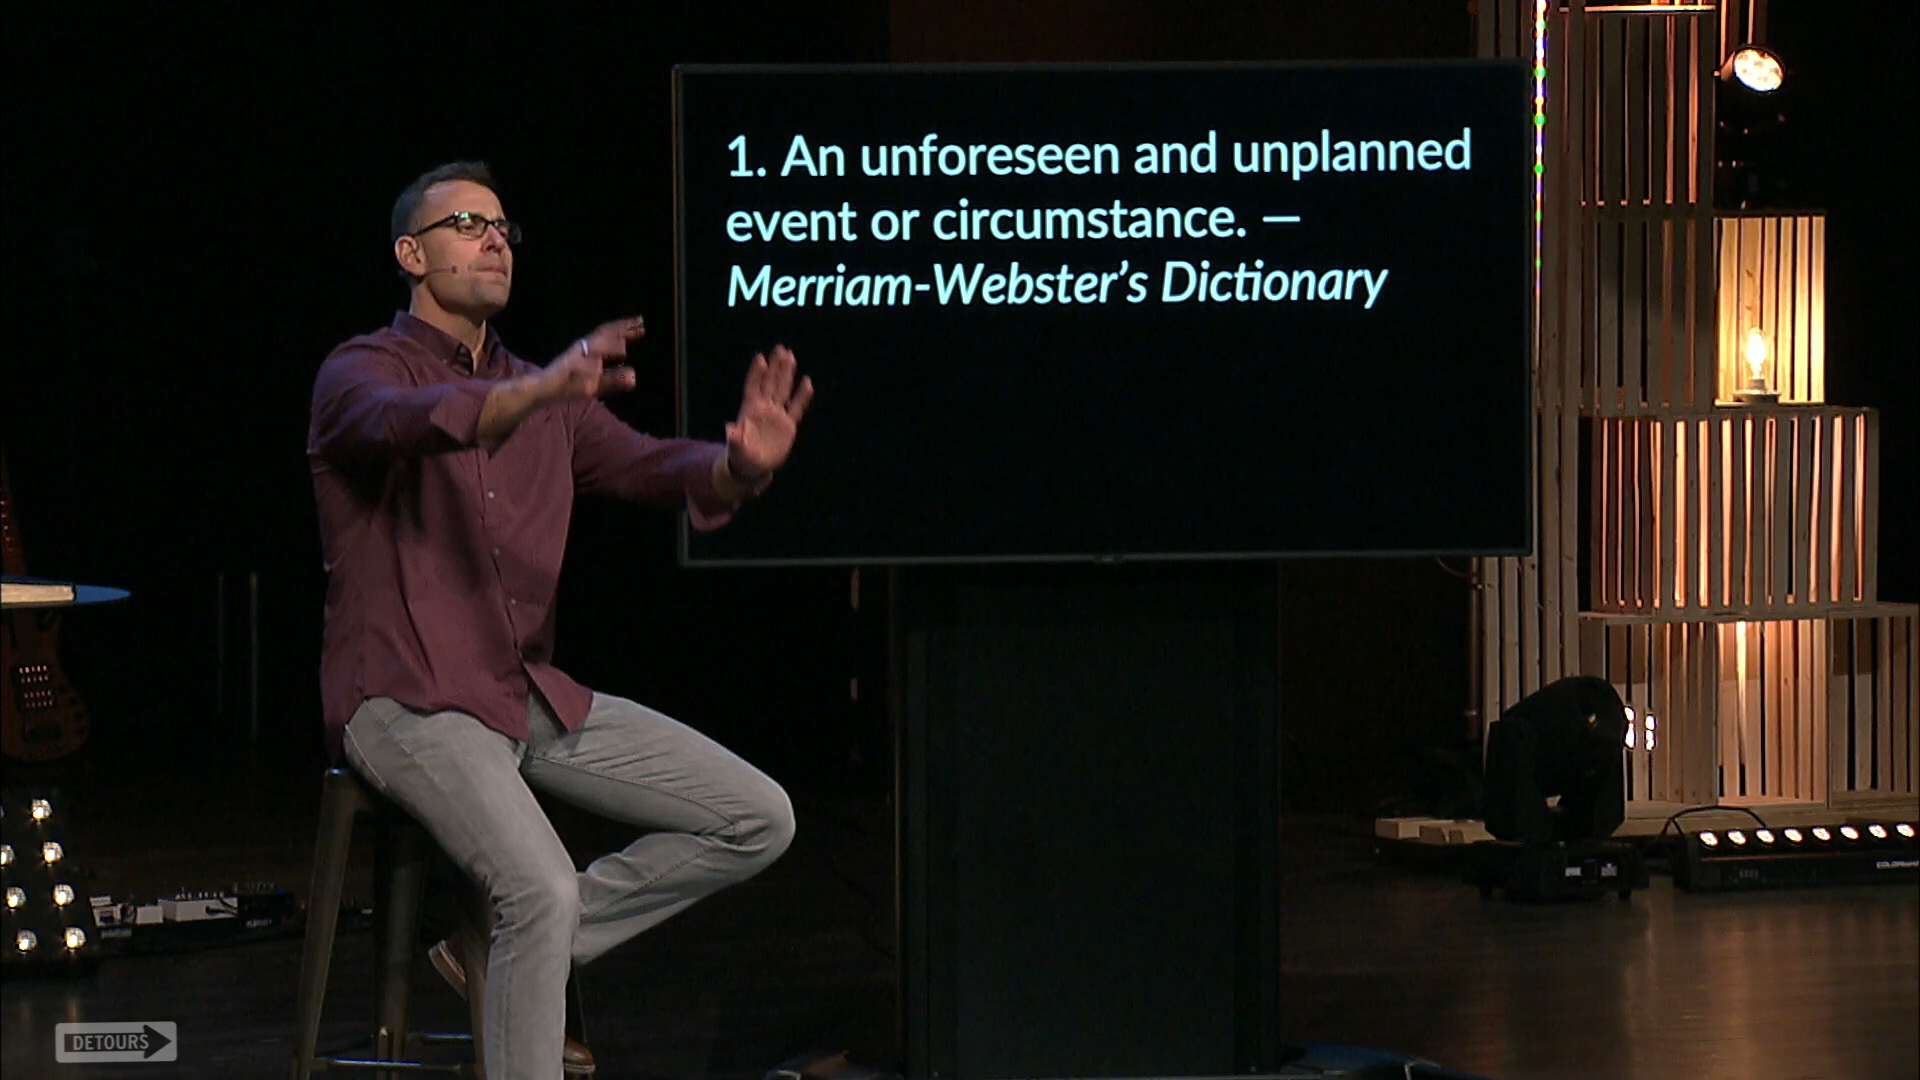 1. An unforeseen and unplanned
event or circumstance. —
Merriam-Webster’s Dictionary
DETOURS